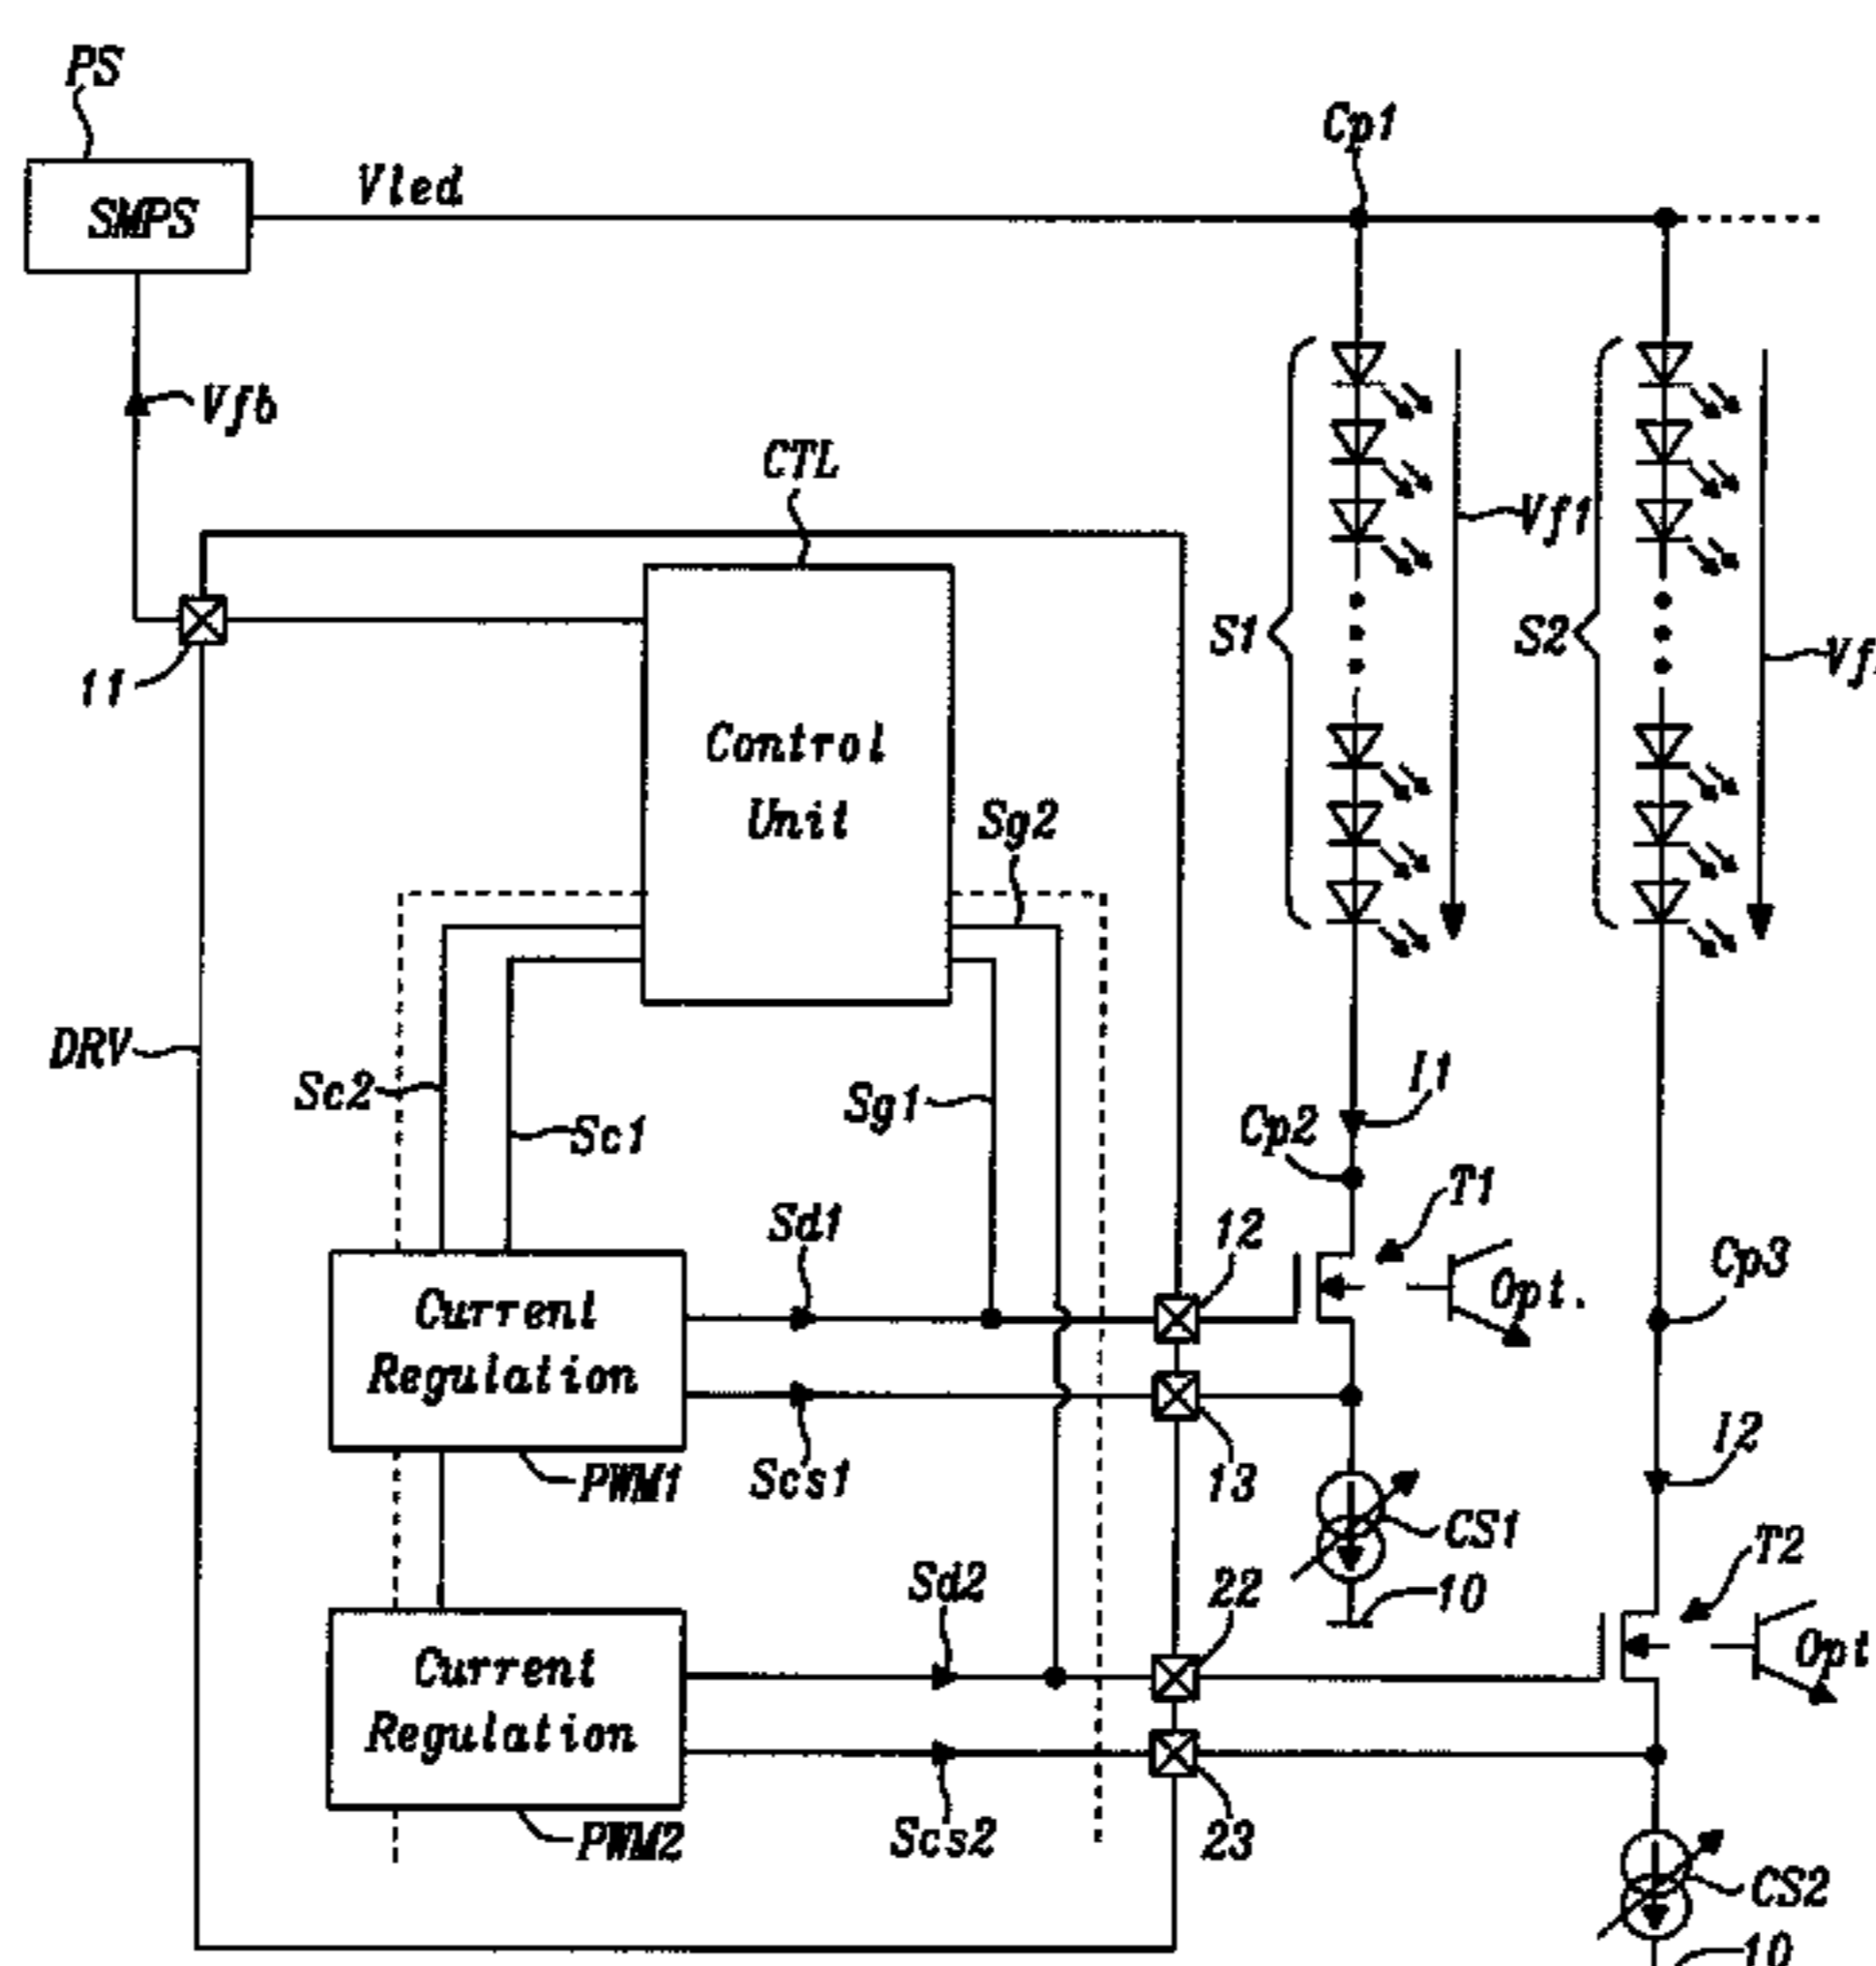 PS
Cp1
SMPS
Vled
Vfb
CTL
Vf1
S1
S2
11
Control
Unit
Sg2
DRV
Sc2
Sc1
Sg1
I1
Cp2
T1
Sd1
12
Cp3
Opt.
Current
Regulation
PWM1
Scs1
13
I2
CS1
T2
10
Sd2
22
Opt
Current
Regulation
PWM2
Scs2
23
CS2
10